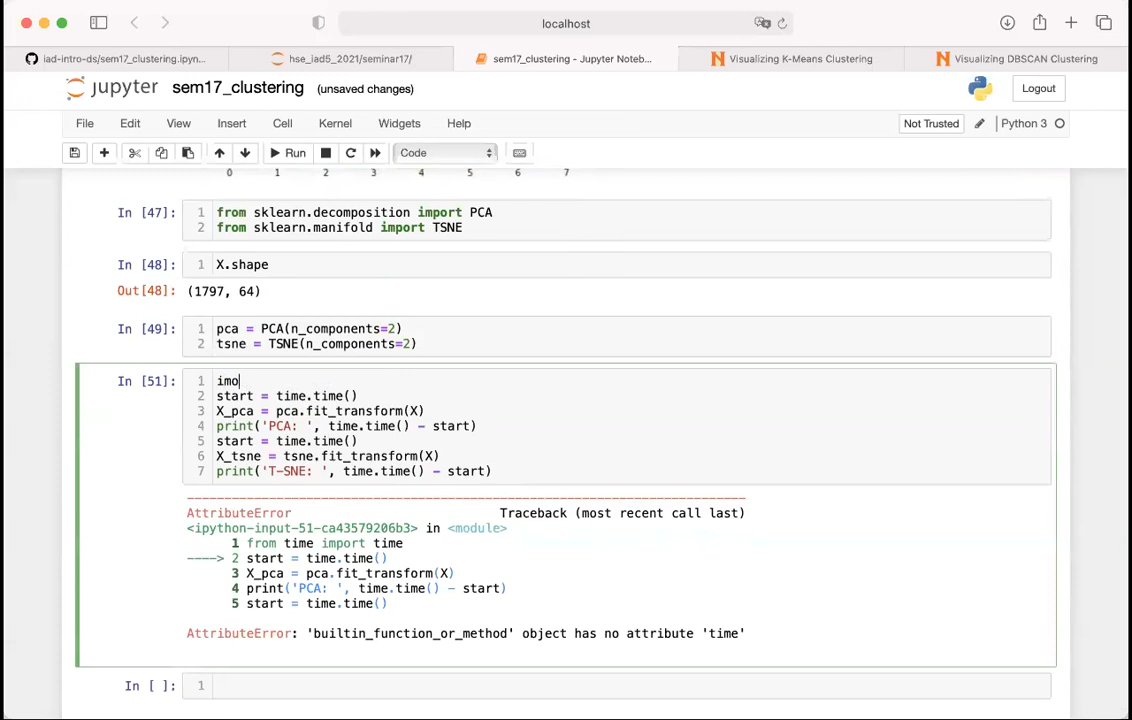 localhost
iad-intro-ds/sem17_clustering.ipyn...
hse_iad5_2021/seminar17/
sem17_clustering - Jupyter Noteb...
Visualizing K-Means Clustering
Visualizing DBSCAN Clustering
jupyter sem17_clustering (unsaved changes)
Logout
File Edit View Insert Cell Kernel Widgets Help
Not Trusted
Python 3
Run
Code
0 1 2 3 4 5 6 7
In [47]:
1 from sklearn.decomposition import PCA
2 from sklearn.manifold import TSNE
In [48]:
1 X.shape
Out[48]: (1797, 64)
In [49]:
1 pca = PCA(n_components=2)
2 tsne = TSNE(n_components=2)
In [51]:
1 imo
2 start = time.time()
3 X_pca = pca.fit_transform(X)
4 print('PCA: ', time.time() - start)
5 start = time.time()
6 X_tsne = tsne.fit_transform(X)
7 print('T-SNE: ', time.time() - start)
---------------------------------------------------------------------------
AttributeError Traceback (most recent call last)
<ipython-input-51-ca43579206b3> in <module>
1 from time import time
----> 2 start = time.time()
3 X_pca = pca.fit_transform(X)
4 print('PCA: ', time.time() - start)
5 start = time.time()
AttributeError: 'builtin_function_or_method' object has no attribute 'time'
In [ ]:
1